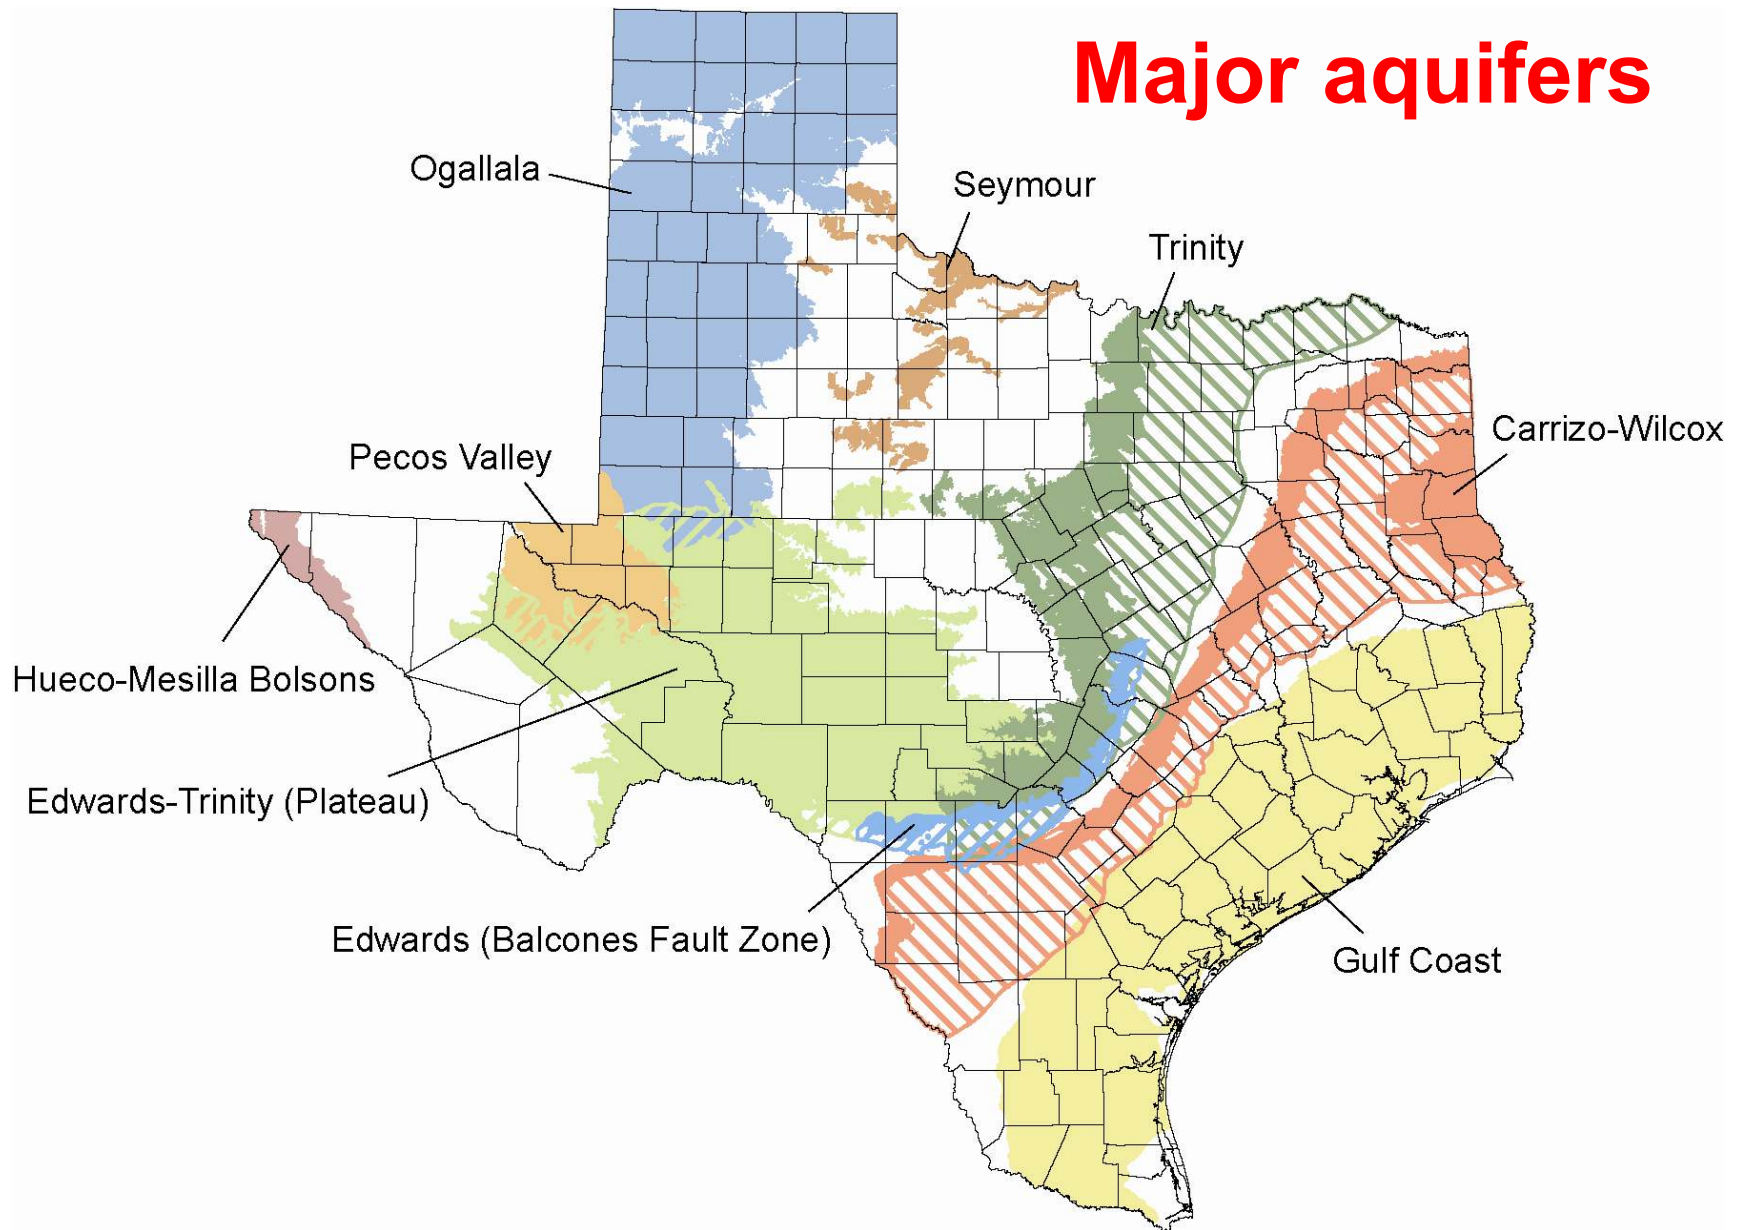 Major aquifers
Ogallala
Seymour
Trinity
Carrizo-Wilcox
Pecos Valley
Hueco-Mesilla Bolsons
Edwards-Trinity (Plateau)
Edwards (Balcones Fault Zone)
Gulf Coast